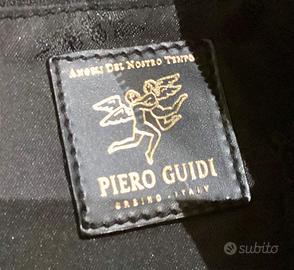 ANGELI DEL NOSTRO TEMPO
PIERO GUIDI
URBINO - ITALY
subito